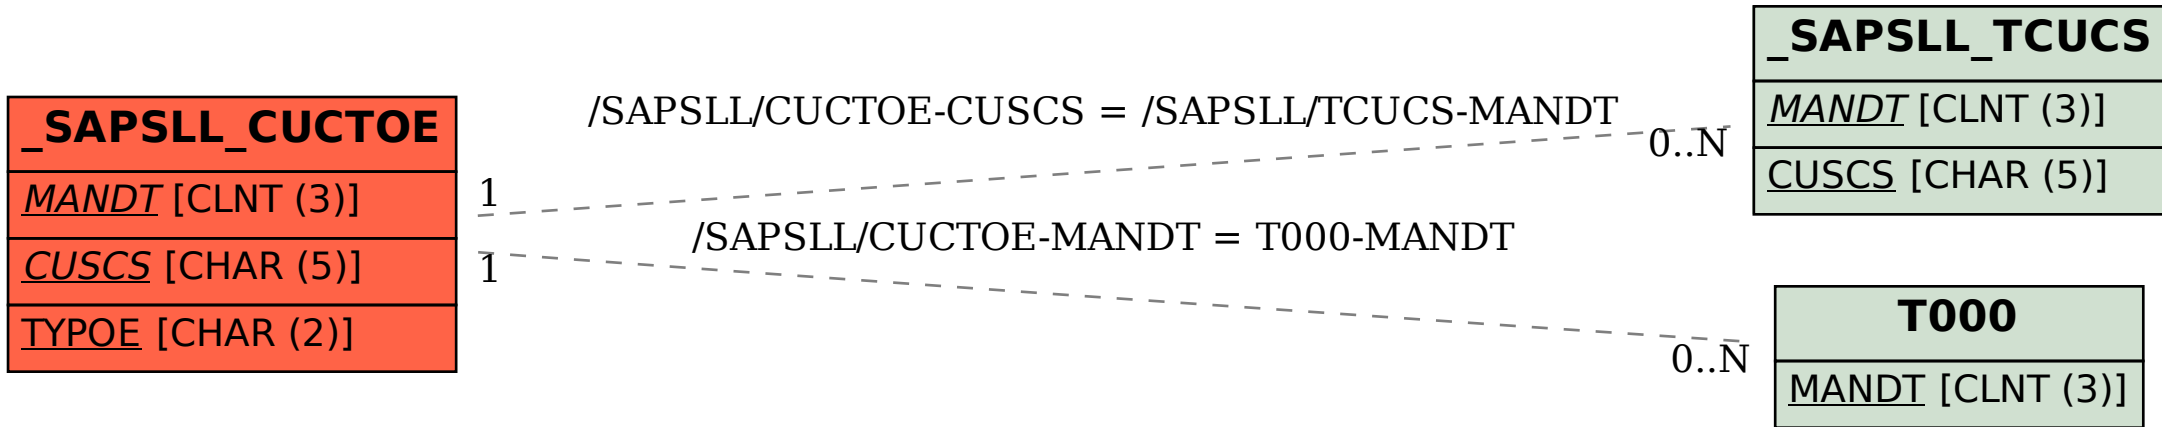 _SAPSLL_CUCTOE
MANDT [CLNT (3)]
CUSCS [CHAR (5)]
TYPOE [CHAR (2)]
/SAPSLL/CUCTOE-CUSCS = /SAPSLL/TCUCS-MANDT
1
0..N
/SAPSLL/CUCTOE-MANDT = T000-MANDT
1
0..N
_SAPSLL_TCUCS
MANDT [CLNT (3)]
CUSCS [CHAR (5)]
T000
MANDT [CLNT (3)]